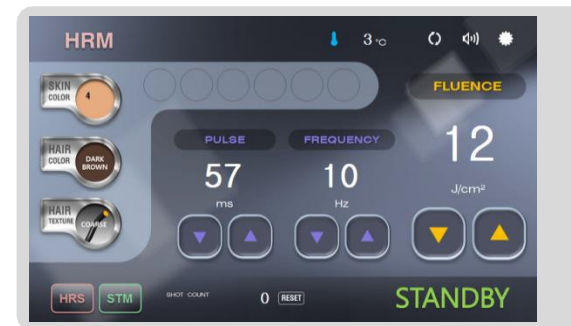 HRM
3 °C
SKIN
COLOR
4
FLUENCE
HAIR
COLOR
DARK
BROWN
PULSE
FREQUENCY
57
10
12
ms
Hz
J/cm²
HAIR
TEXTURE
COARSE
HRS
STM
SHOT COUNT
0
RESET
STANDBY